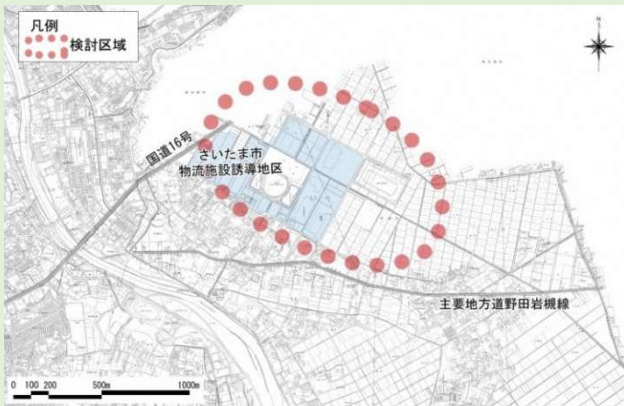 凡例
検討区域
N
国道16号
さいたま市
物流施設誘導地区
主要地方道野田岩槻線
0 100 200 500m 1000m